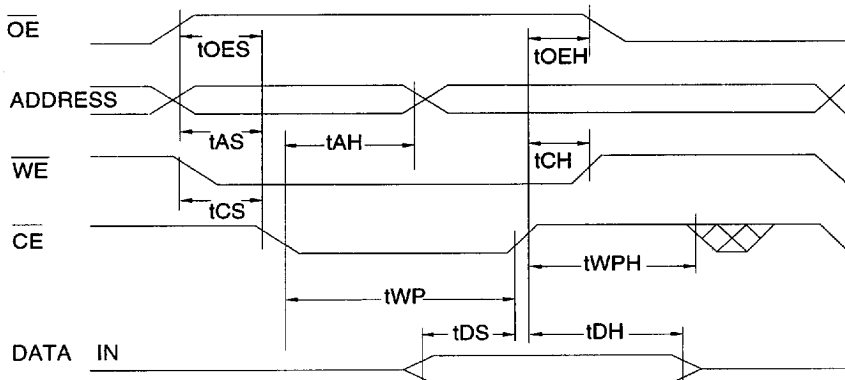 OE
tOES
tOEH
ADDRESS
tAS
tAH
tCH
WE
tCS
CE
tWPH
tWP
tDS
tDH
DATA IN